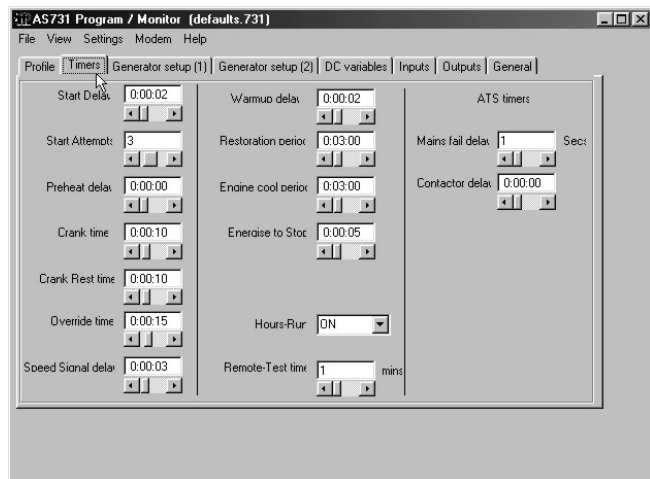 AS731 Program / Monitor (defaults.731)
File View Settings Modem Help
Profile Timers Generator setup (1) Generator setup (2) DC variables Inputs Outputs General
Start Delay 0:00:02
Start Attempts 3
Preheat delay 0:00:00
Crank time 0:00:10
Crank Rest time 0:00:10
Override time 0:00:15
Speed Signal delay 0:00:03
Warmup delay 0:00:02
Restoration period 0:03:00
Engine cool period 0:03:00
Energise to Stop 0:00:05
Hours-Run ON
Remote-Test time 1 mins
ATS timers
Mains fail delay 1 Secs
Contactor delay 0:00:00